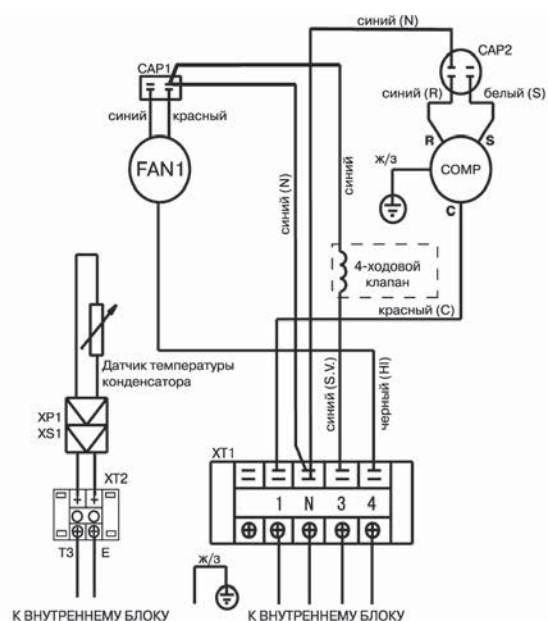 синий (N)
CAP1
CAP2
синий
красный
синий (R)
белый (S)
R
S
FAN1
ж/з
COMP
C
синий (N)
синий
4-ходовой
клапан
красный (C)
Датчик температуры
конденсатора
синий (S.V.)
черный (HI)
XP1
XS1
XT1
XT2
1 N 3 4
T3 E
ж/з
К ВНУТРЕННЕМУ БЛОКУ
К ВНУТРЕННЕМУ БЛОКУ